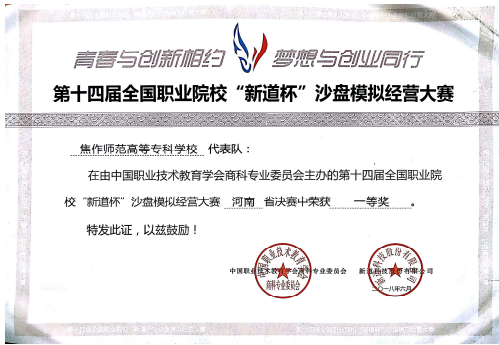 青春与创新相约 梦想与创业同行
第十四届全国职业院校“新道杯”沙盘模拟经营大赛
焦作师范高等专科学校 代表队：
在由中国职业技术教育学会商科专业委员会主办的第十四届全国职业院
校“新道杯”沙盘模拟经营大赛 河南 省决赛中荣获 一等奖 。
特发此证，以兹鼓励！
中国职业技术教育学会商科专业委员会 新道科技股份有限公司
商科专业委员会
二〇一八年六月